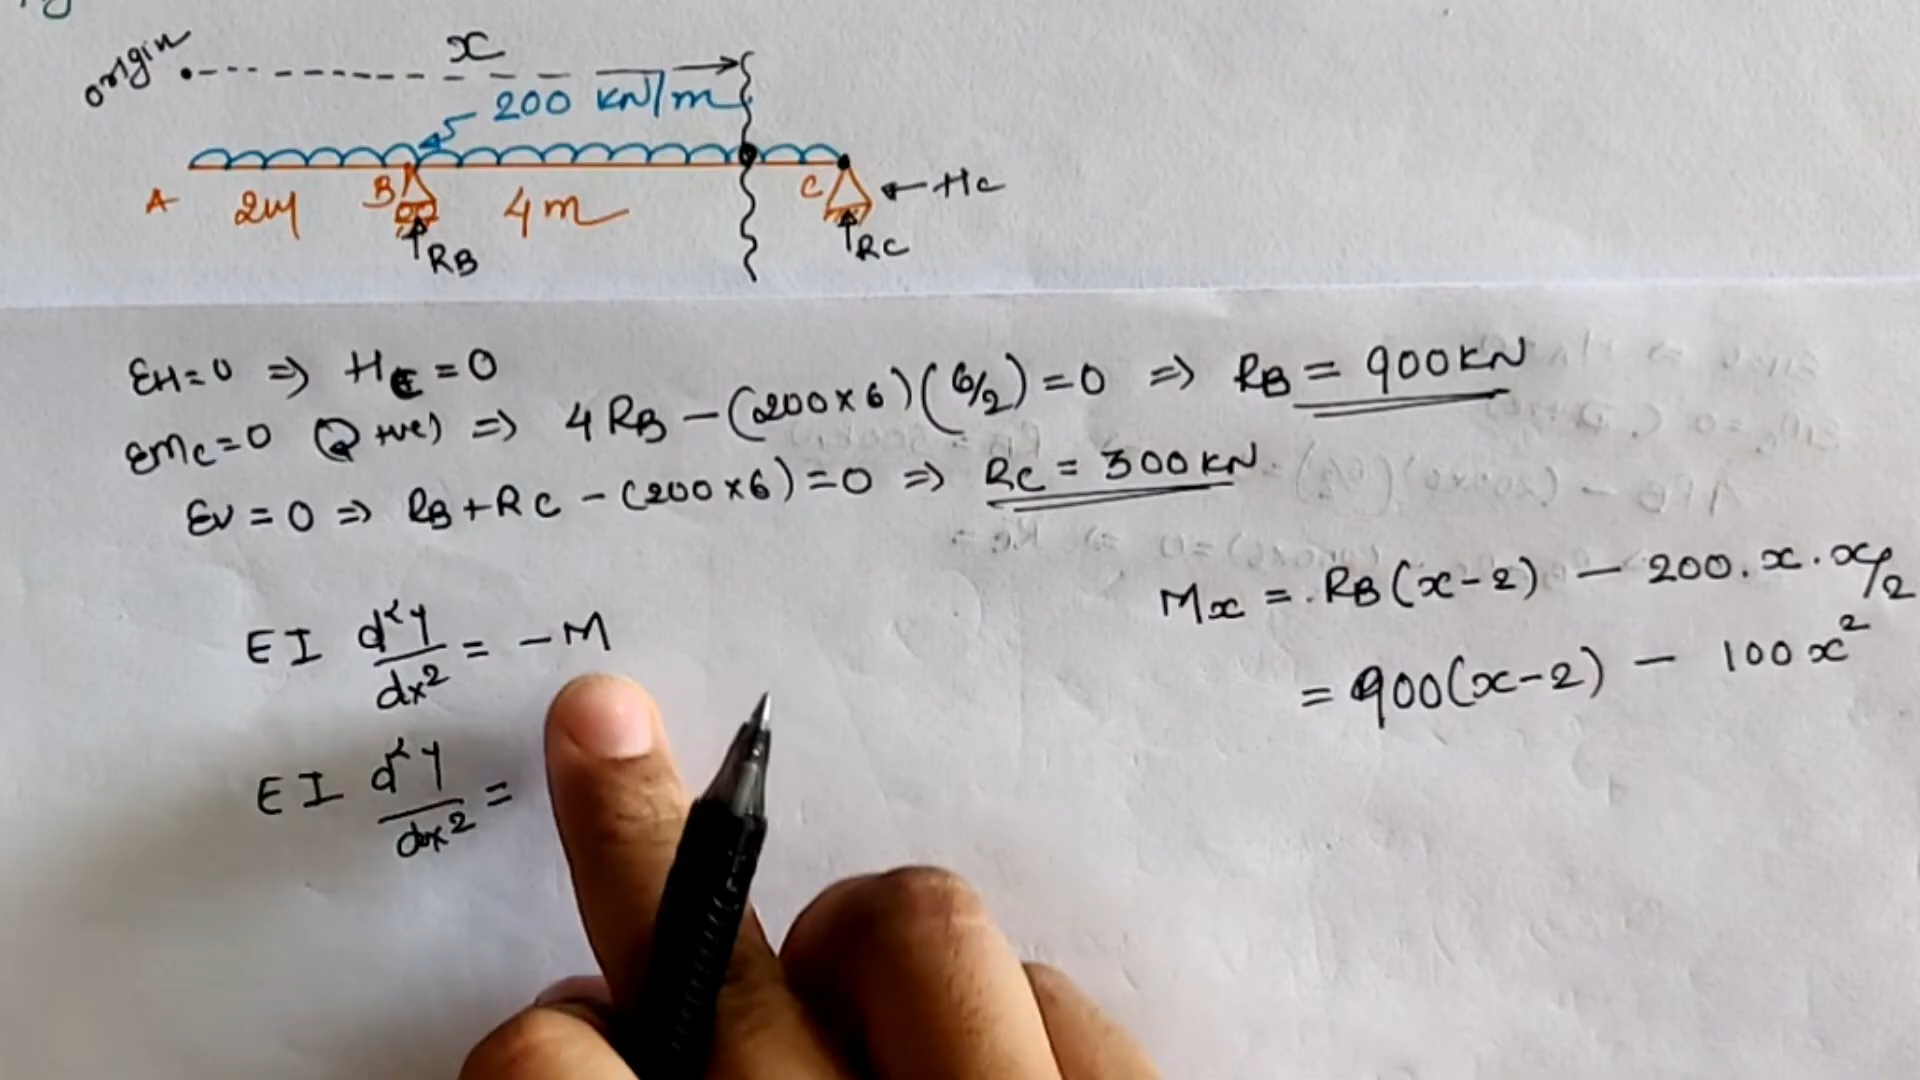 origin
x
200 KN/m
A 2m B 4m C ← Hc
RB RC
ΣH=0 ⇒ Hc = 0
ΣMc=0 (↻ +ve) ⇒ 4RB − (200×6)(6/2)=0 ⇒ RB = 900KN
ΣV=0 ⇒ RB+RC −(200×6)=0 ⇒ RC = 300KN
Mx = RB(x-2) − 200.x.x/2
= 900(x-2) − 100x²
EI d²y/dx² = −M
EI d²y/dx² =